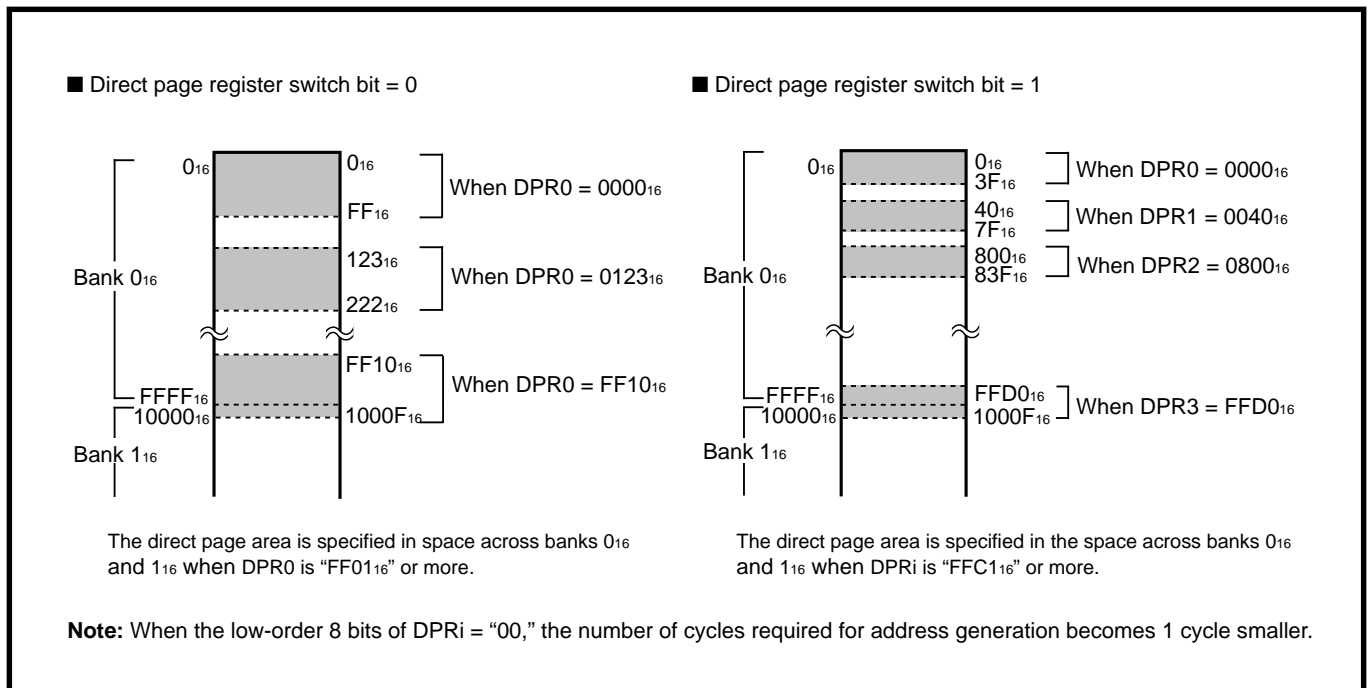 ■ Direct page register switch bit = 0
0₁₆
0₁₆
When DPR0 = 0000₁₆
FF₁₆
123₁₆
Bank 0₁₆
When DPR0 = 0123₁₆
222₁₆
FF10₁₆
When DPR0 = FF10₁₆
FFFF₁₆
10000₁₆
1000F₁₆
Bank 1₁₆
The direct page area is specified in space across banks 0₁₆
and 1₁₆ when DPR0 is “FF01₁₆” or more.
■ Direct page register switch bit = 1
0₁₆
0₁₆
When DPR0 = 0000₁₆
3F₁₆
40₁₆
When DPR1 = 0040₁₆
7F₁₆
800₁₆
Bank 0₁₆
When DPR2 = 0800₁₆
83F₁₆
FFFF₁₆
FFD0₁₆
When DPR3 = FFD0₁₆
10000₁₆
1000F₁₆
Bank 1₁₆
The direct page area is specified in the space across banks 0₁₆
and 1₁₆ when DPRi is “FFC1₁₆” or more.
Note: When the low-order 8 bits of DPRi = “00,” the number of cycles required for address generation becomes 1 cycle smaller.